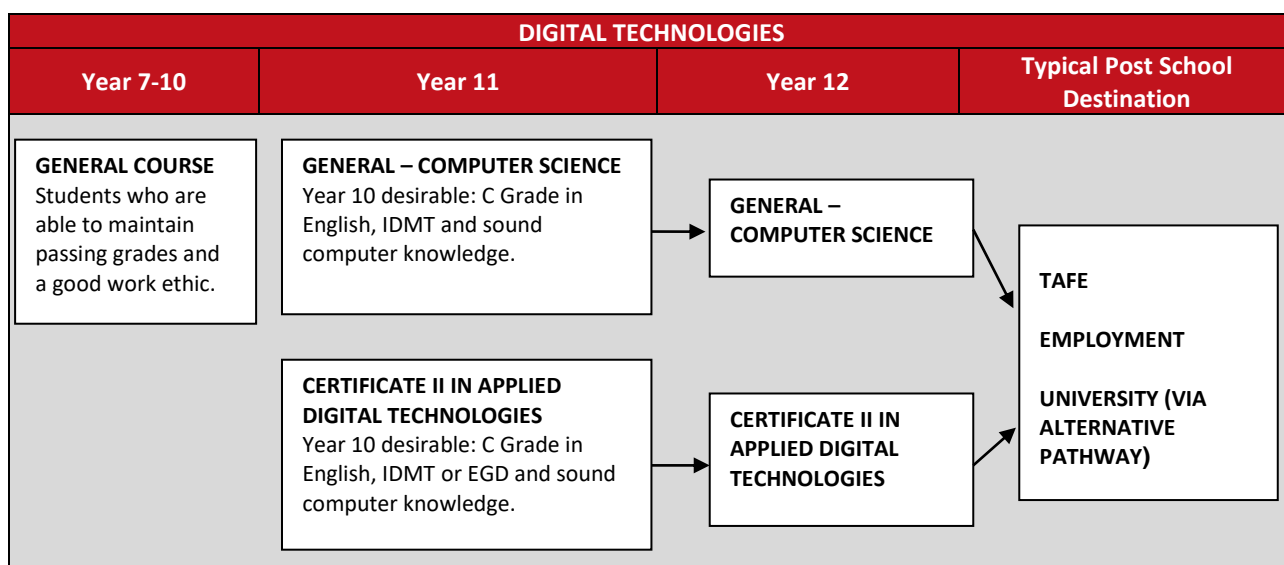 DIGITAL TECHNOLOGIES
Year 7-10
Year 11
Year 12
Typical Post School
Destination
GENERAL COURSE
Students who are
able to maintain
passing grades and
a good work ethic.
GENERAL – COMPUTER SCIENCE
Year 10 desirable: C Grade in
English, IDMT and sound
computer knowledge.
GENERAL –
COMPUTER SCIENCE
CERTIFICATE II IN APPLIED
DIGITAL TECHNOLOGIES
Year 10 desirable: C Grade in
English, IDMT or EGD and sound
computer knowledge.
CERTIFICATE II IN
APPLIED DIGITAL
TECHNOLOGIES
TAFE
EMPLOYMENT
UNIVERSITY (VIA
ALTERNATIVE
PATHWAY)